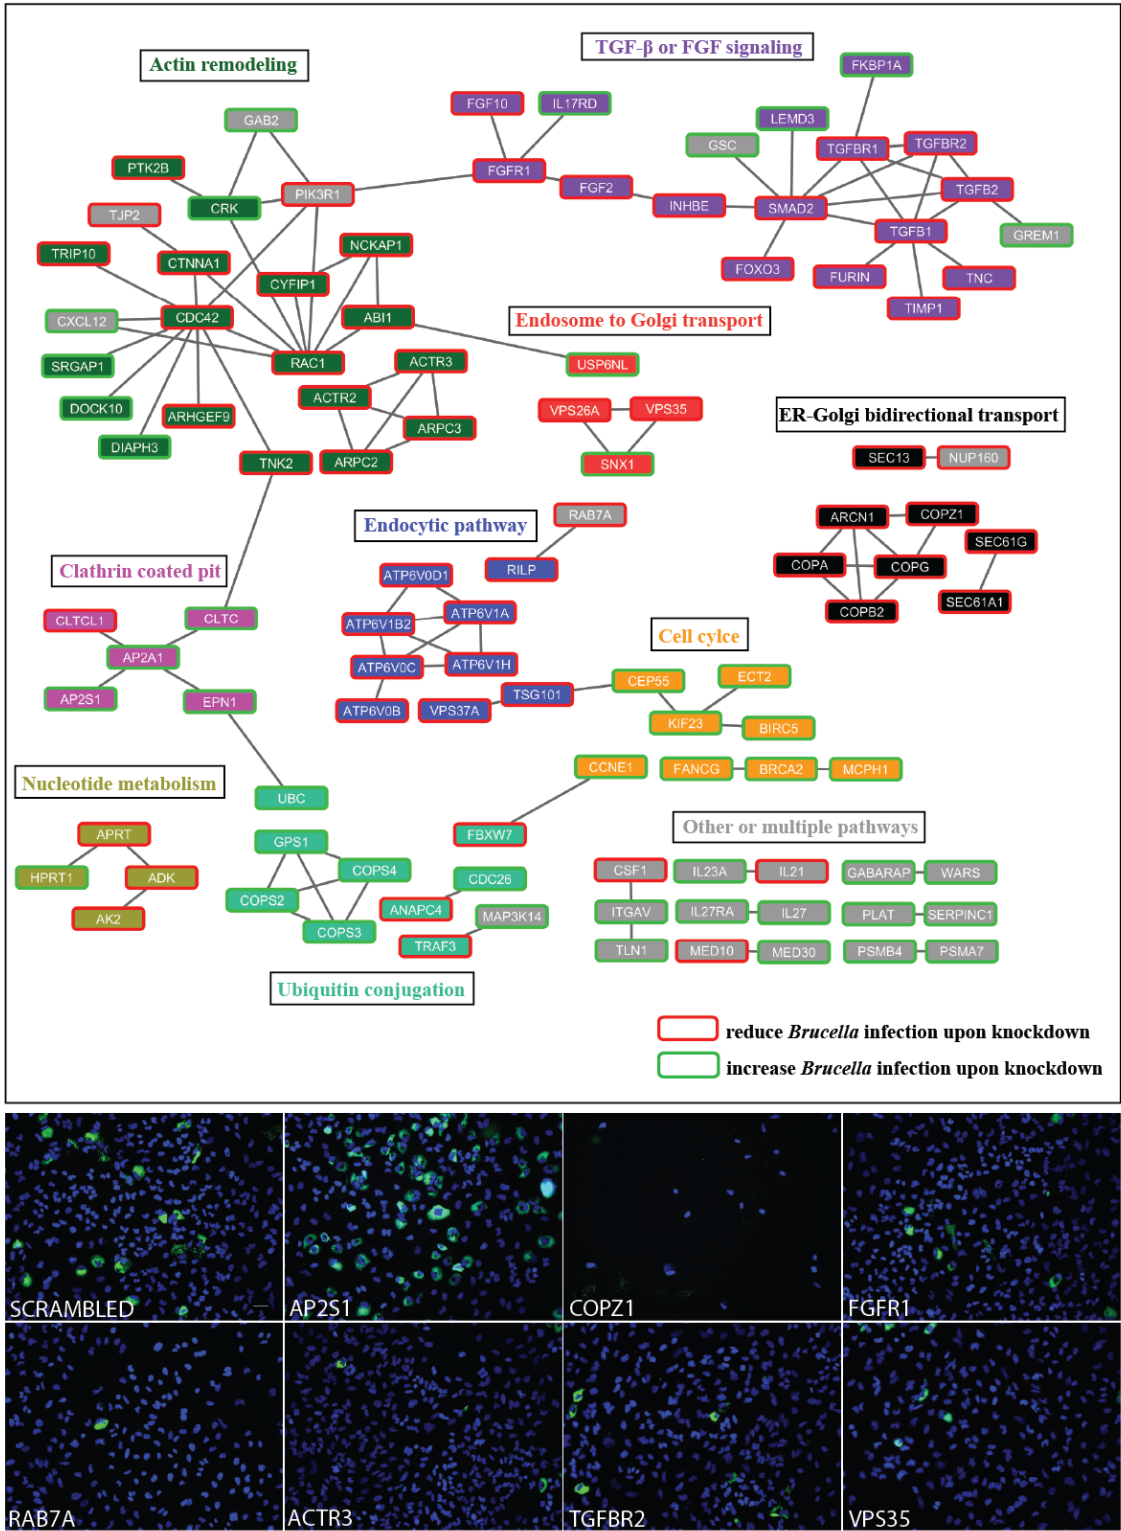 TGF-β or FGF signaling
Actin remodeling
FKBP1A
FGF10
IL17RD
GAB2
LEMD3
GSC
TGFBR1
TGFBR2
PTK2B
FGFR1
FGF2
TGFB2
PIK3R1
CRK
INHBE
SMAD2
TJP2
TGFB1
GREM1
TRIP10
NCKAP1
CTNNA1
FOXO3
FURIN
TNC
CYFIP1
TIMP1
CXCL12
CDC42
ABI1
Endosome to Golgi transport
SRGAP1
RAC1
ACTR3
USP6NL
ACTR2
DOCK10
ARHGEF9
VPS26A
VPS35
ER-Golgi bidirectional transport
ARPC3
DIAPH3
TNK2
ARPC2
SNX1
SEC13
NUP160
Endocytic pathway
RAB7A
ARCN1
COPZ1
SEC61G
Clathrin coated pit
RILP
COPA
COPG
ATP6V0D1
SEC61A1
CLTCL1
CLTC
ATP6V1B2
ATP6V1A
COPB2
Cell cylce
AP2A1
ATP6V0C
ATP6V1H
CEP55
ECT2
AP2S1
EPN1
ATP6V0B
VPS37A
TSG101
KIF23
BIRC5
Nucleotide metabolism
CCNE1
FANCG
BRCA2
MCPH1
UBC
APRT
GPS1
FBXW7
Other or multiple pathways
HPRT1
ADK
COPS4
CDC26
CSF1
IL23A
IL21
GABARAP
WARS
AK2
COPS2
ANAPC4
MAP3K14
ITGAV
IL27RA
IL27
PLAT
SERPINC1
COPS3
TRAF3
TLN1
MED10
MED30
PSMB4
PSMA7
Ubiquitin conjugation
reduce Brucella infection upon knockdown
increase Brucella infection upon knockdown
SCRAMBLED
AP2S1
COPZ1
FGFR1
RAB7A
ACTR3
TGFBR2
VPS35